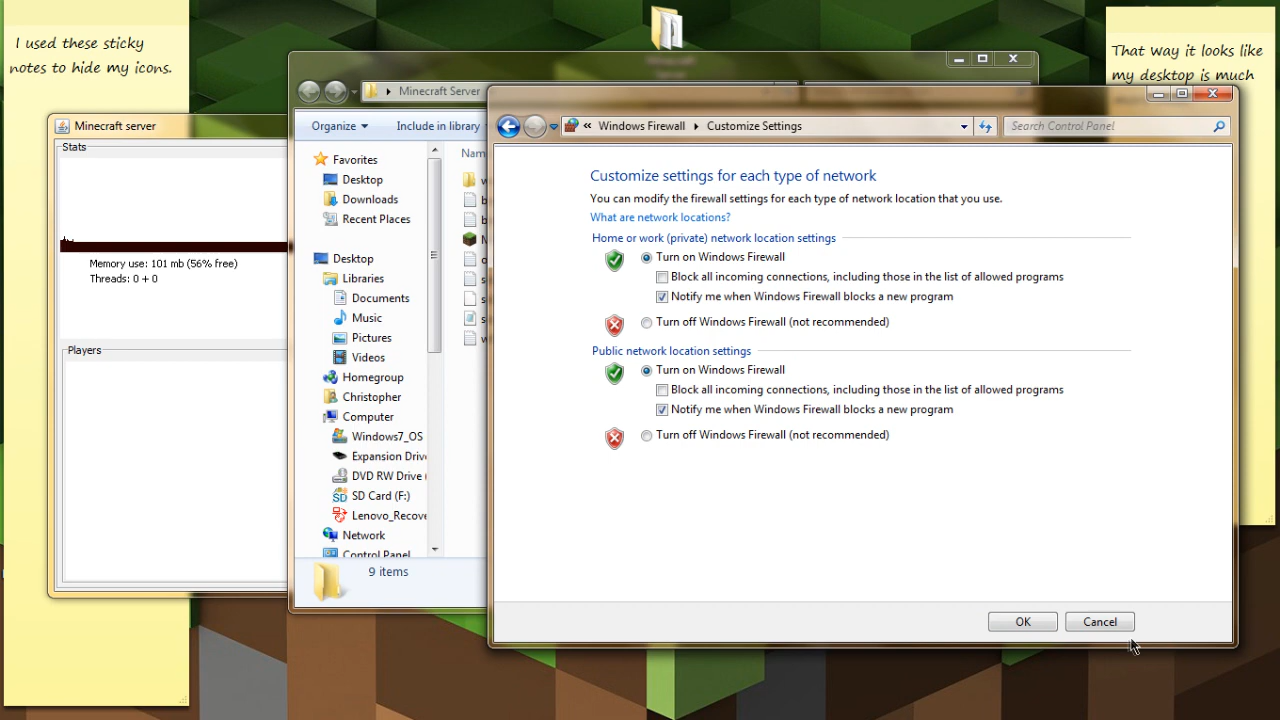 I used these sticky
notes to hide my icons.
That way it looks like
my desktop is much
Minecraft server
Stats
Memory use: 101 mb (56% free)
Threads: 0 + 0
Players
Minecraft Server
Organize
Include in library
Nam
Favorites
Desktop
Downloads
Recent Places
Desktop
Libraries
Documents
Music
Pictures
Videos
Homegroup
Christopher
Computer
Windows7_OS
Expansion Driv
DVD RW Drive
SD Card (F:)
Lenovo_Recove
Network
Control Panel
9 items
« Windows Firewall
Customize Settings
Search Control Panel
Customize settings for each type of network
You can modify the firewall settings for each type of network location that you use.
What are network locations?
Home or work (private) network location settings
Turn on Windows Firewall
Block all incoming connections, including those in the list of allowed programs
Notify me when Windows Firewall blocks a new program
Turn off Windows Firewall (not recommended)
Public network location settings
Turn on Windows Firewall
Block all incoming connections, including those in the list of allowed programs
Notify me when Windows Firewall blocks a new program
Turn off Windows Firewall (not recommended)
OK
Cancel